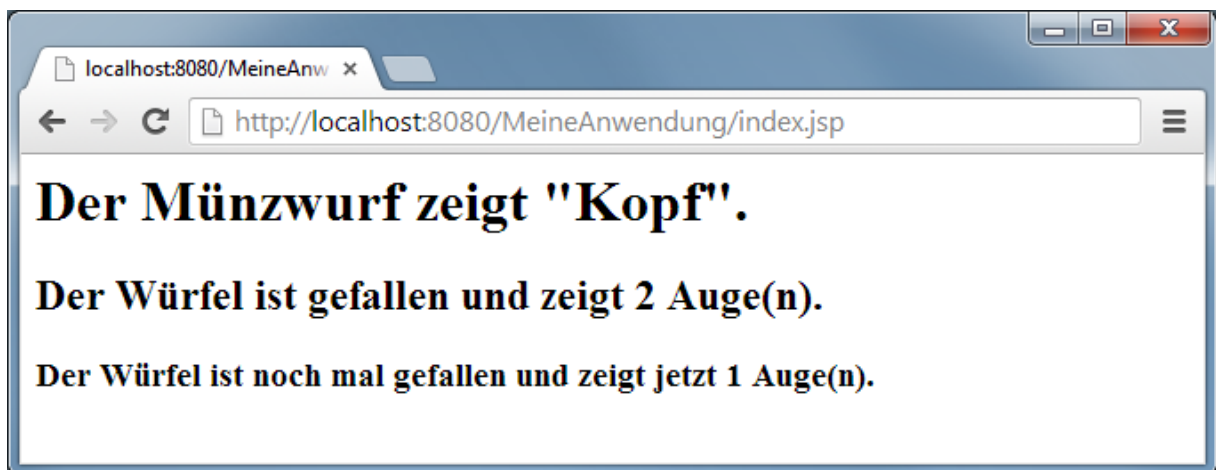 localhost:8080/MeineAnw
http://localhost:8080/MeineAnwendung/index.jsp
Der Münzwurf zeigt "Kopf".
Der Würfel ist gefallen und zeigt 2 Auge(n).
Der Würfel ist noch mal gefallen und zeigt jetzt 1 Auge(n).